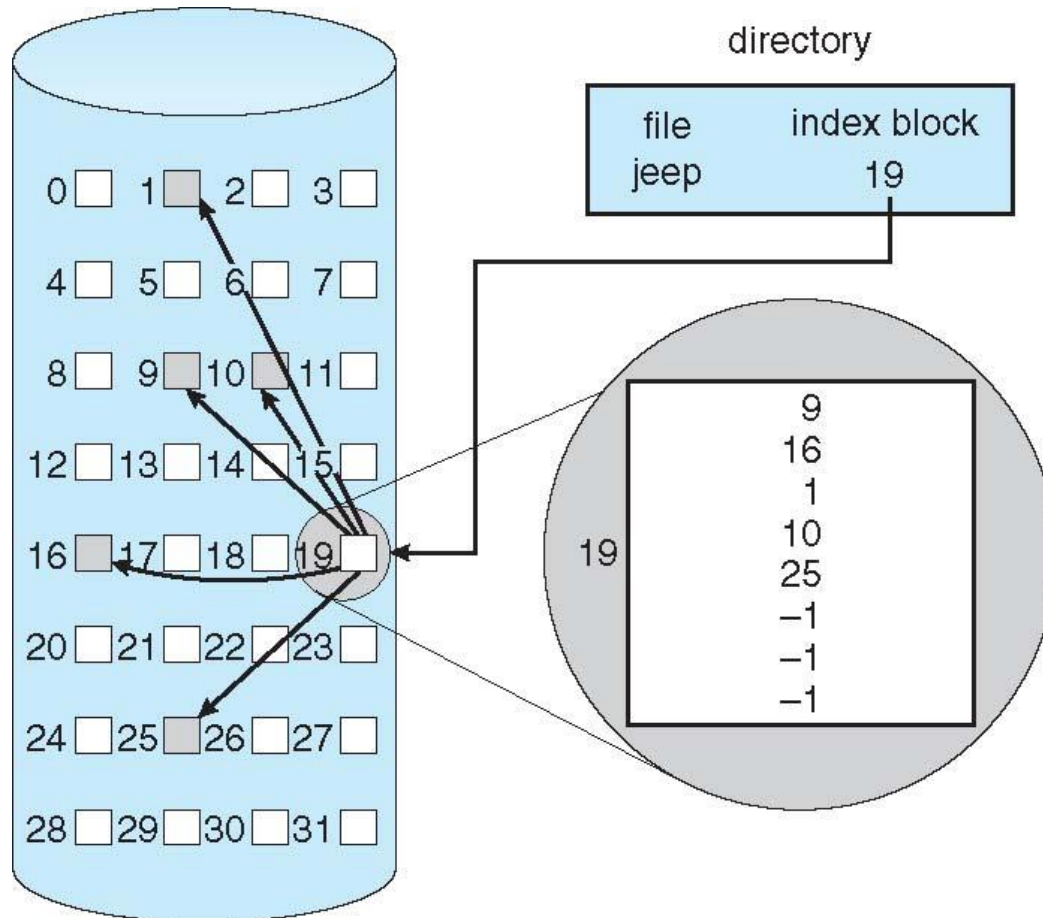 directory
file index block
jeep 19
0 1 2 3
4 5 6 7
8 9 10 11
12 13 14 15
16 17 18 19
20 21 22 23
24 25 26 27
28 29 30 31
19
9
16
1
10
25
–1
–1
–1